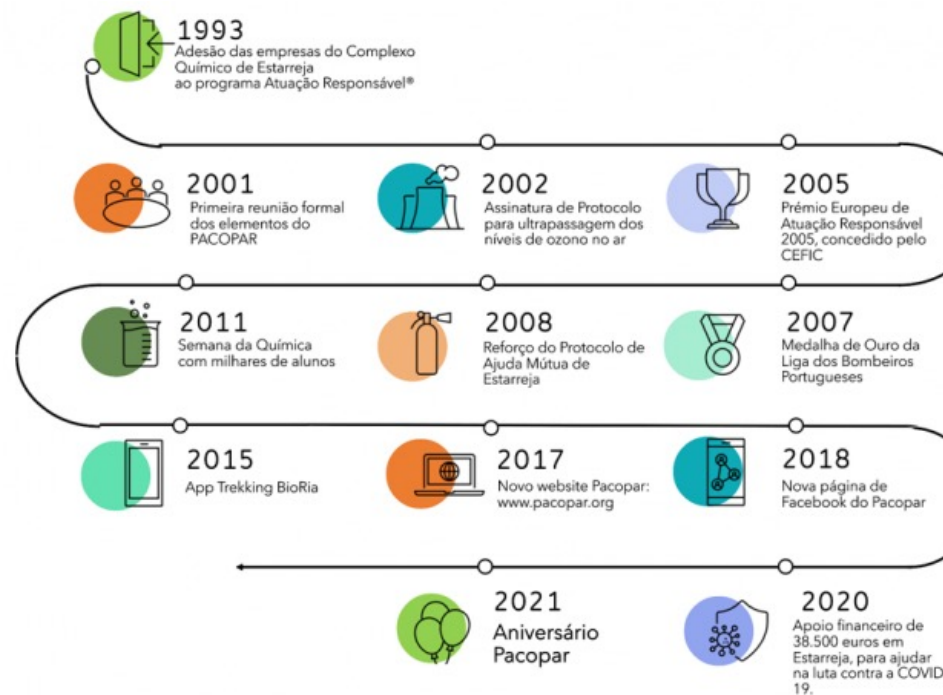 1993
Adesão das empresas do Complexo
Químico de Estarreja
ao programa Atuação Responsável®
2001
Primeira reunião formal
dos elementos do
PACOPAR
2002
Assinatura de Protocolo
para ultrapassagem dos
níveis de ozono no ar
2005
Prémio Europeu de
Atuação Responsável
2005, concedido pelo
CEFIC
2007
Medalha de Ouro da
Liga dos Bombeiros
Portugueses
2008
Reforço do Protocolo de
Ajuda Mútua de
Estarreja
2011
Semana da Química
com milhares de alunos
2015
App Trekking BioRia
2017
Novo website Pacopar:
www.pacopar.org
2018
Nova página de
Facebook do Pacopar
2020
Apoio financeiro de
38.500 euros em
Estarreja, para ajudar
na luta contra a COVID
19.
2021
Aniversário
Pacopar